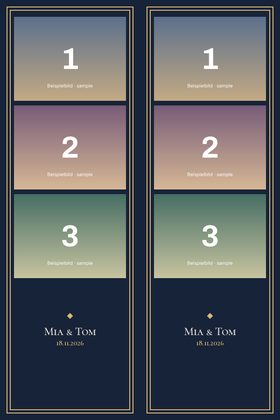 1
Beispielbild · sample
2
Beispielbild · sample
3
Beispielbild · sample
Mia & Tom
18.11.2026
1
Beispielbild · sample
2
Beispielbild · sample
3
Beispielbild · sample
Mia & Tom
18.11.2026